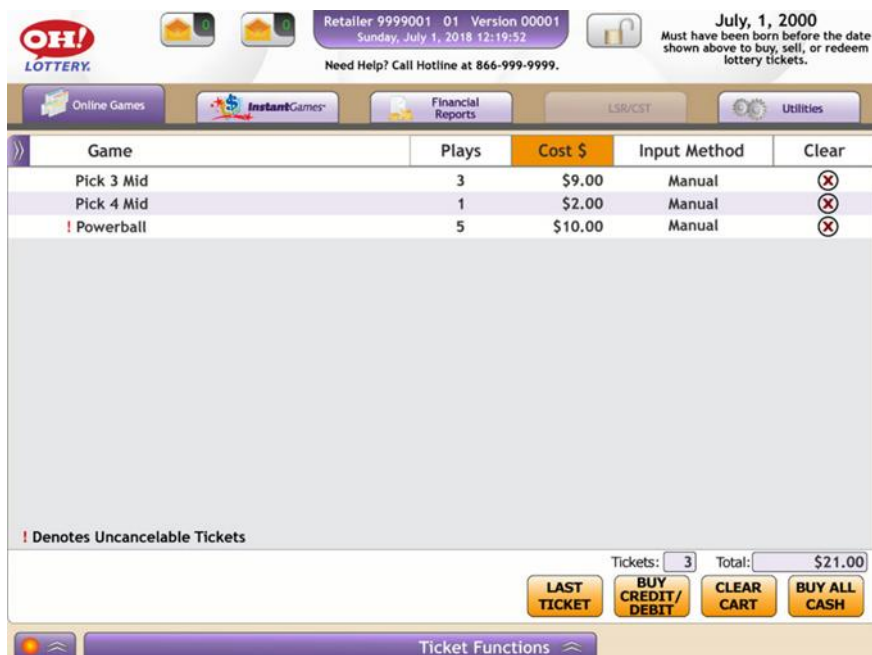 OH!
LOTTERY.
0
0
Retailer 9999001 01 Version 00001
Sunday, July 1, 2018 12:19:52
Need Help? Call Hotline at 866-999-9999.
July, 1, 2000
Must have been born before the date
shown above to buy, sell, or redeem
lottery tickets.
Online Games
InstantGames
Financial
Reports
LSR/CST
Utilities
Game Plays Cost $ Input Method Clear
Pick 3 Mid 3 $9.00 Manual X
Pick 4 Mid 1 $2.00 Manual X
! Powerball 5 $10.00 Manual X
! Denotes Uncancelable Tickets
Tickets: 3 Total: $21.00
LAST
TICKET
BUY
CREDIT/
DEBIT
CLEAR
CART
BUY ALL
CASH
Ticket Functions